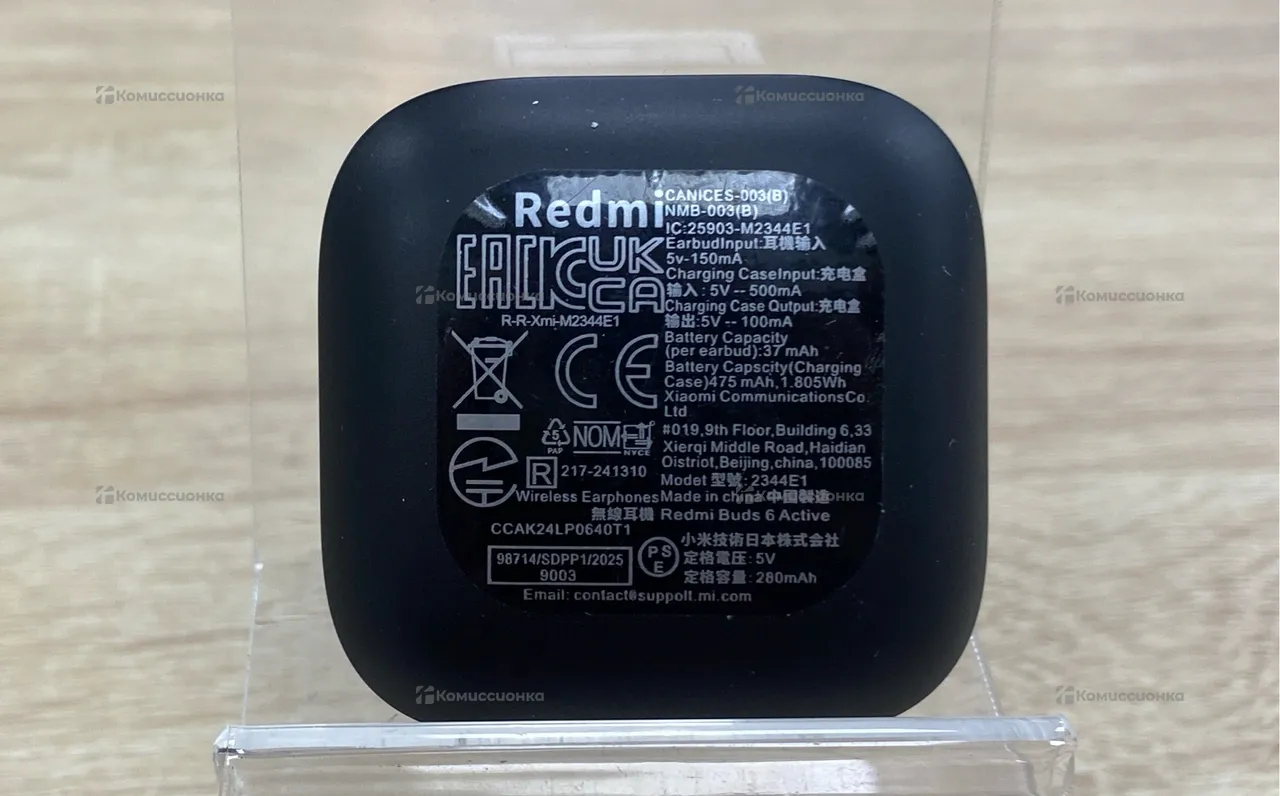 Redmi
CANICES-003(B)
NMB-003(B)
IC:25903-M2344E1
EarbudInput:耳機输入
5v-150mA
Charging CaseInput:充电盒
输入: 5V -- 500mA
Charging Case Output:充电盒
输出:5V -- 100mA
Battery Capacity
(per earbud):37 mAh
Battery Capscity(Charging
Case)475 mAh,1.805Wh
Xiaomi CommunicationsCo.
Ltd
#019,9th Floor,Building 6,33
Xierqi Middle Road,Haidian
Oistriot,Beijing,china,100085
Modet 型號: 2344E1
Made in china 中國製造
Redmi Buds 6 Active
EAC
UK
CA
R-R-Xmi-M2344E1
CE
5
PAP
NOM
NYCE
R 217-241310
Wireless Earphones
無線耳機
CCAK24LP0640T1
98714/SDPP1/2025
9003
PS
E
小米技術日本株式会社
定格電圧: 5V
定格容量: 280mAh
Email: contact@suppolt.mi.com
Комиссионка
Комиссионка
Комиссионка
Комиссионка
Комиссионка
Комиссионка
Комиссионка
Комиссионка